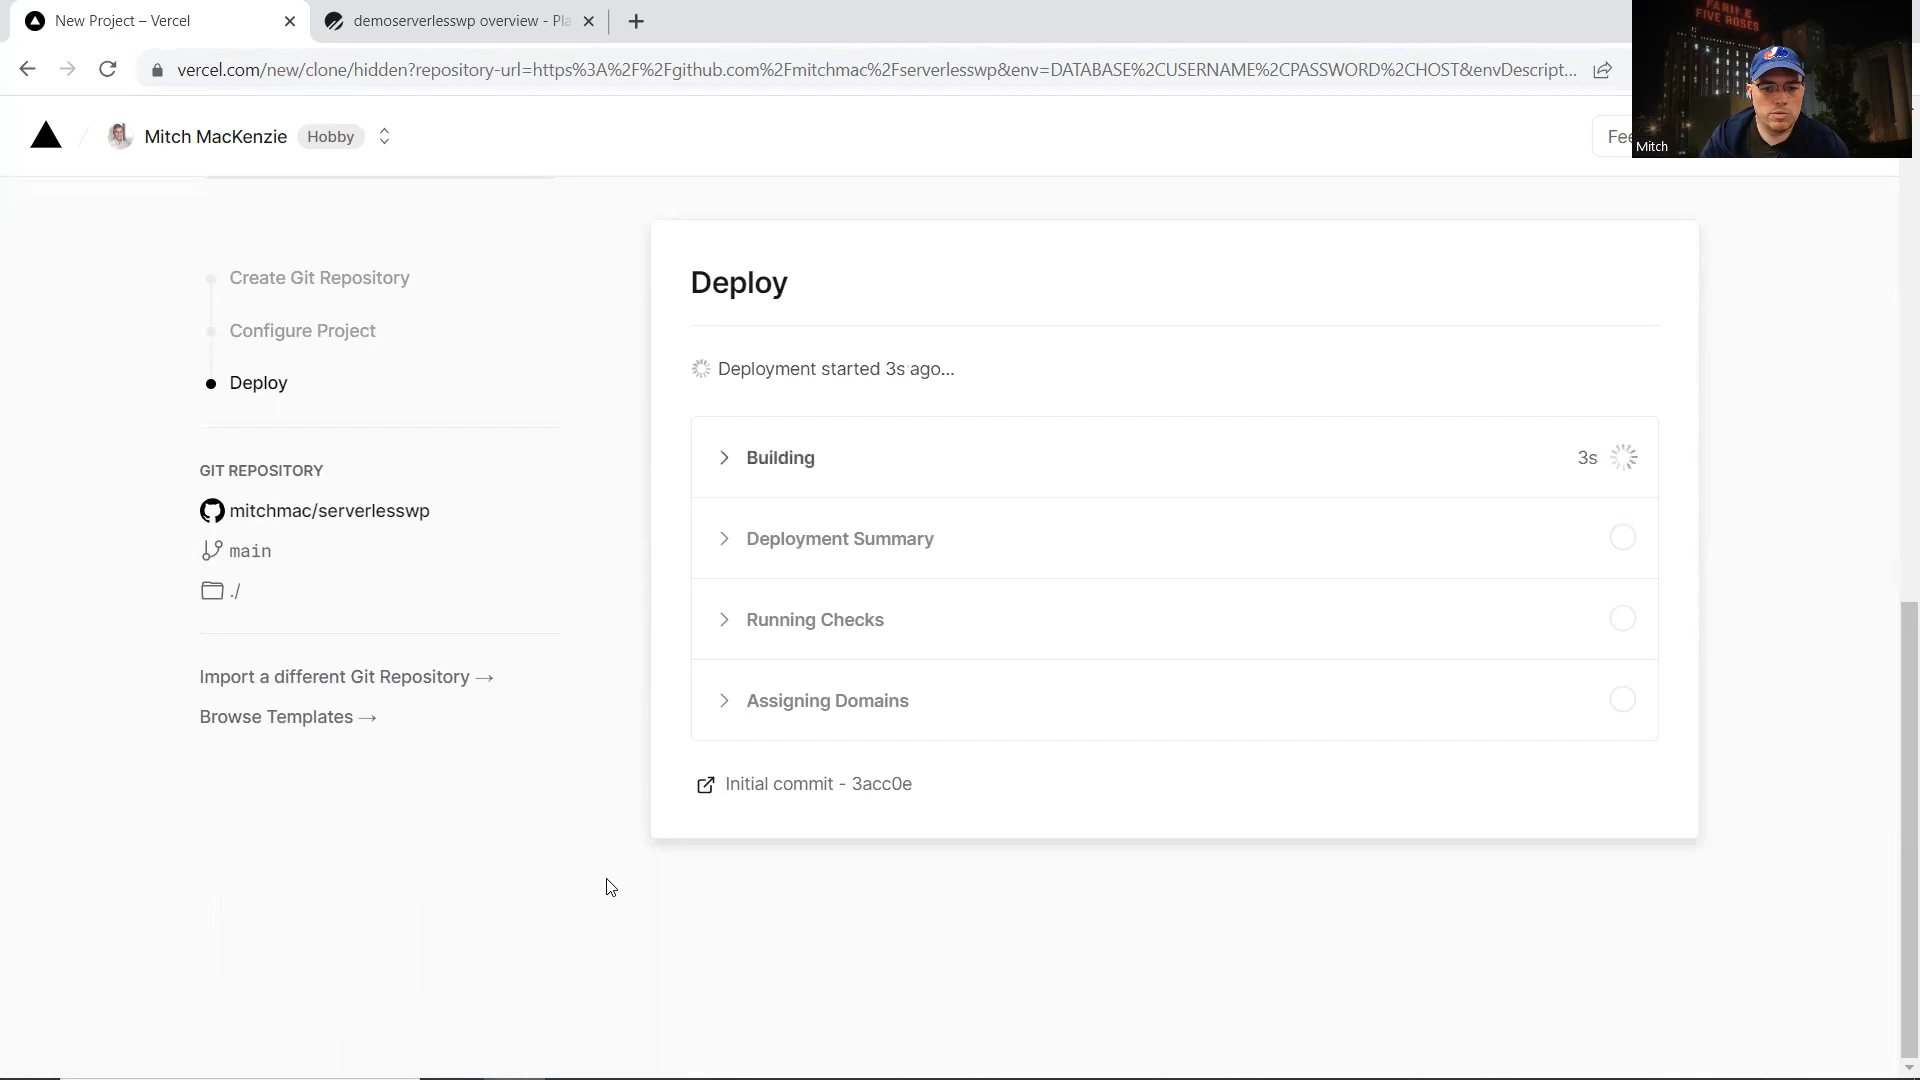 New Project – Vercel
demoserverlesswp overview - Pla
vercel.com/new/clone/hidden?repository-url=https%3A%2F%2Fgithub.com%2Fmitchmac%2Fserverlesswp&env=DATABASE%2CUSERNAME%2CPASSWORD%2CHOST&envDescript...
FARINE
FIVE ROSES
Mitch
Mitch MacKenzie Hobby
Fee
Create Git Repository
Configure Project
Deploy
GIT REPOSITORY
mitchmac/serverlesswp
main
./
Import a different Git Repository →
Browse Templates →
Deploy
Deployment started 3s ago...
Building 3s
Deployment Summary
Running Checks
Assigning Domains
Initial commit - 3acc0e